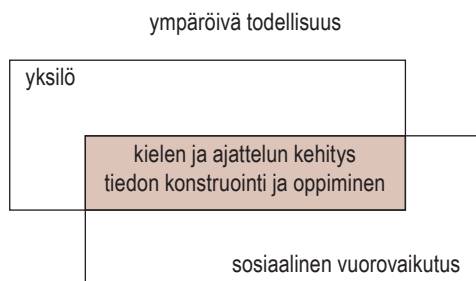 ympäröivä todellisuus
yksilö
kielen ja ajattelun kehitys
tiedon konstruointi ja oppiminen
sosiaalinen vuorovaikutus